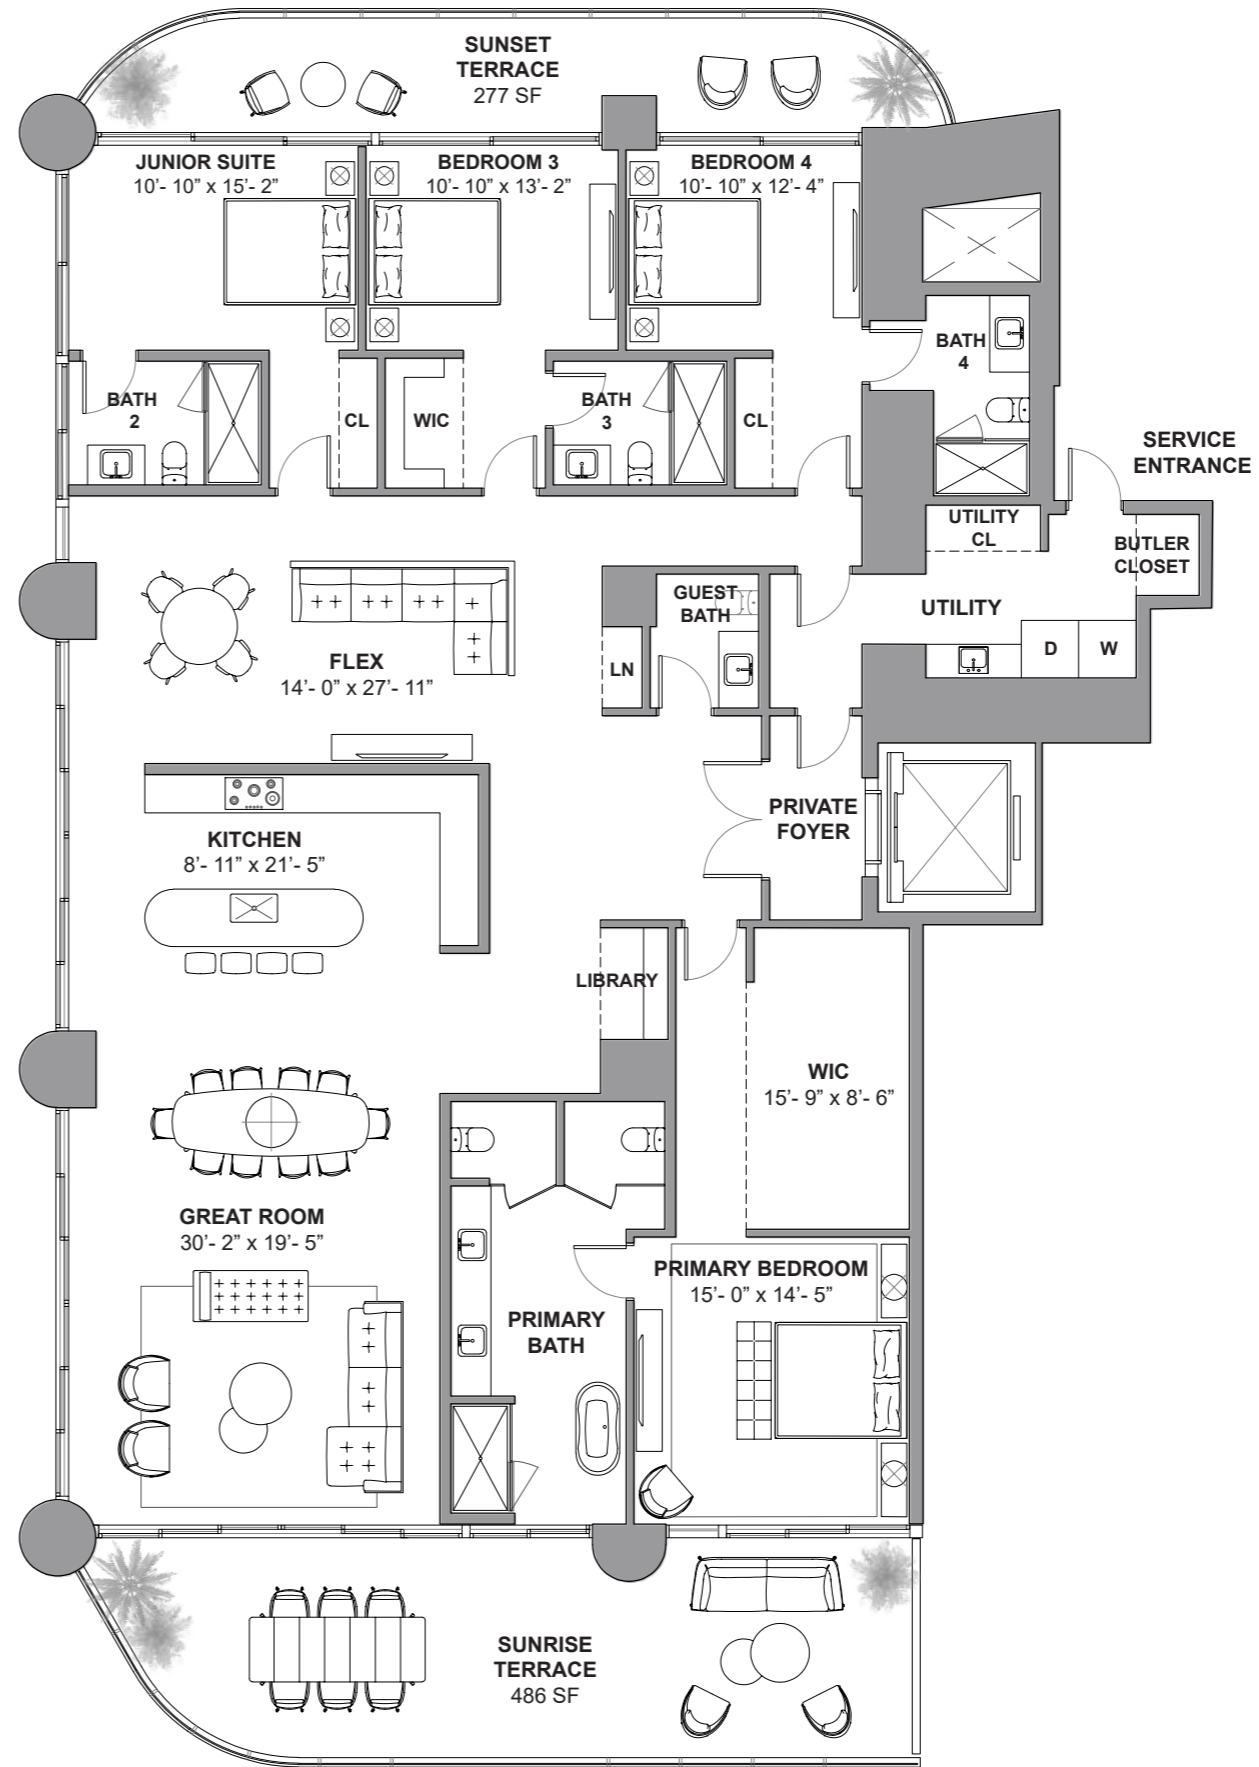 SUNSET
TERRACE
277 SF
JUNIOR SUITE
10’- 10” x 15’- 2”
BEDROOM 3
10’- 10” x 13’- 2”
BEDROOM 4
10’- 10” x 12’- 4”
BATH
2
CL
WIC
BATH
3
CL
BATH
4
SERVICE
ENTRANCE
UTILITY
CL
BUTLER
CLOSET
GUEST
BATH
UTILITY
D
W
LN
FLEX
14’- 0” x 27’- 11”
PRIVATE
FOYER
KITCHEN
8’- 11” x 21’- 5”
LIBRARY
WIC
15’- 9” x 8’- 6”
GREAT ROOM
30’- 2” x 19’- 5”
PRIMARY BEDROOM
15’- 0” x 14’- 5”
PRIMARY
BATH
SUNRISE
TERRACE
486 SF